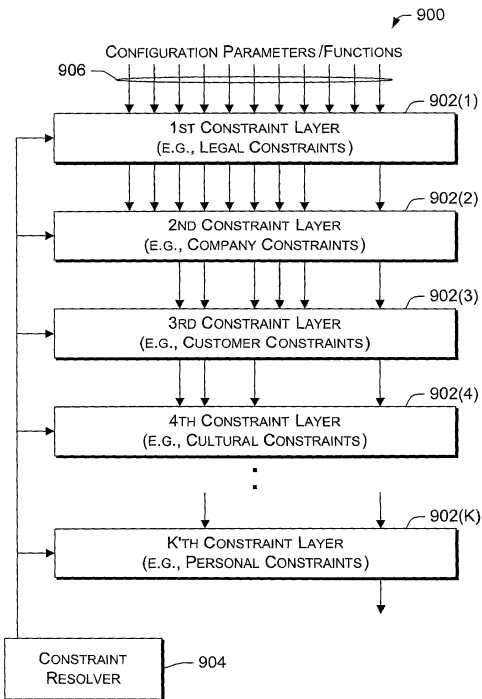 900
CONFIGURATION PARAMETERS/FUNCTIONS
906
902(1)
1ST CONSTRAINT LAYER
(E.G., LEGAL CONSTRAINTS)
902(2)
2ND CONSTRAINT LAYER
(E.G., COMPANY CONSTRAINTS)
902(3)
3RD CONSTRAINT LAYER
(E.G., CUSTOMER CONSTRAINTS)
902(4)
4TH CONSTRAINT LAYER
(E.G., CULTURAL CONSTRAINTS)
902(K)
K'TH CONSTRAINT LAYER
(E.G., PERSONAL CONSTRAINTS)
CONSTRAINT
RESOLVER
904